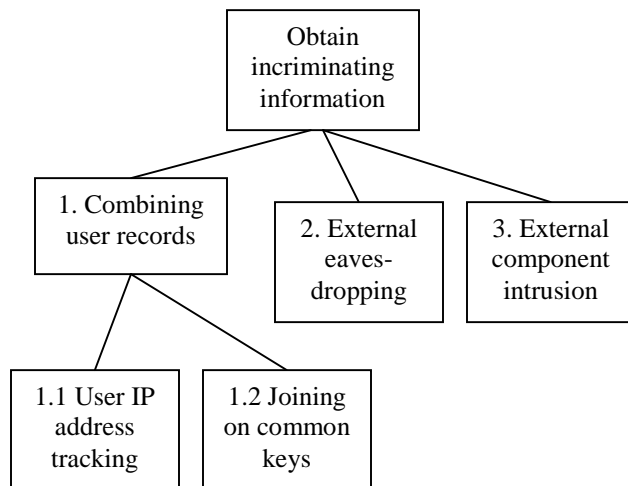 Obtain
incriminating
information
1. Combining
user records
2. External
eaves-
dropping
3. External
component
intrusion
1.1 User IP
address
tracking
1.2 Joining
on common
keys